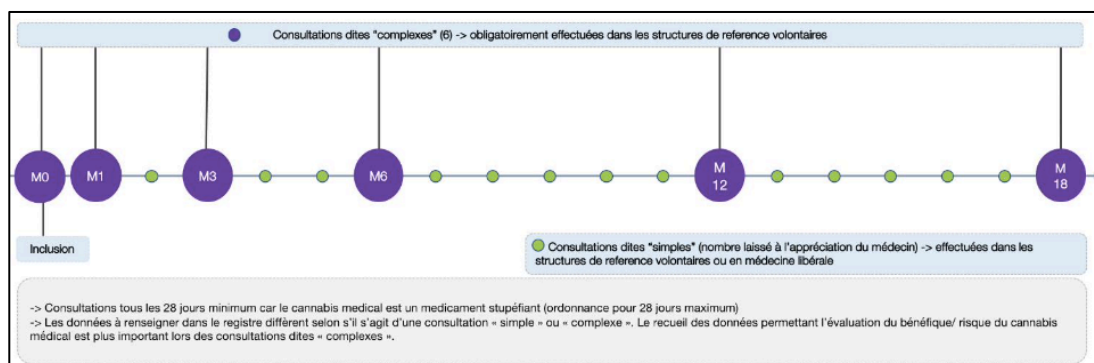 Consultations dites "complexes" (6) -> obligatoirement effectuées dans les structures de reference volontaires
M0
M1
M3
M6
M
12
M
18
Inclusion
Consultations dites "simples" (nombre laissé à l'appréciation du médecin) -> effectuées dans les
structures de reference volontaires ou en médecine libérale
-> Consultations tous les 28 jours minimum car le cannabis medical est un medicament stupéfiant (ordonnance pour 28 jours maximum)
-> Les données à renseigner dans le registre diffèrent selon s'il s'agit d'une consultation « simple » ou « complexe ». Le recueil des données permettant l'évaluation du bénéfique/ risque du cannabis
médical est plus important lors des consultations dites « complexes ».